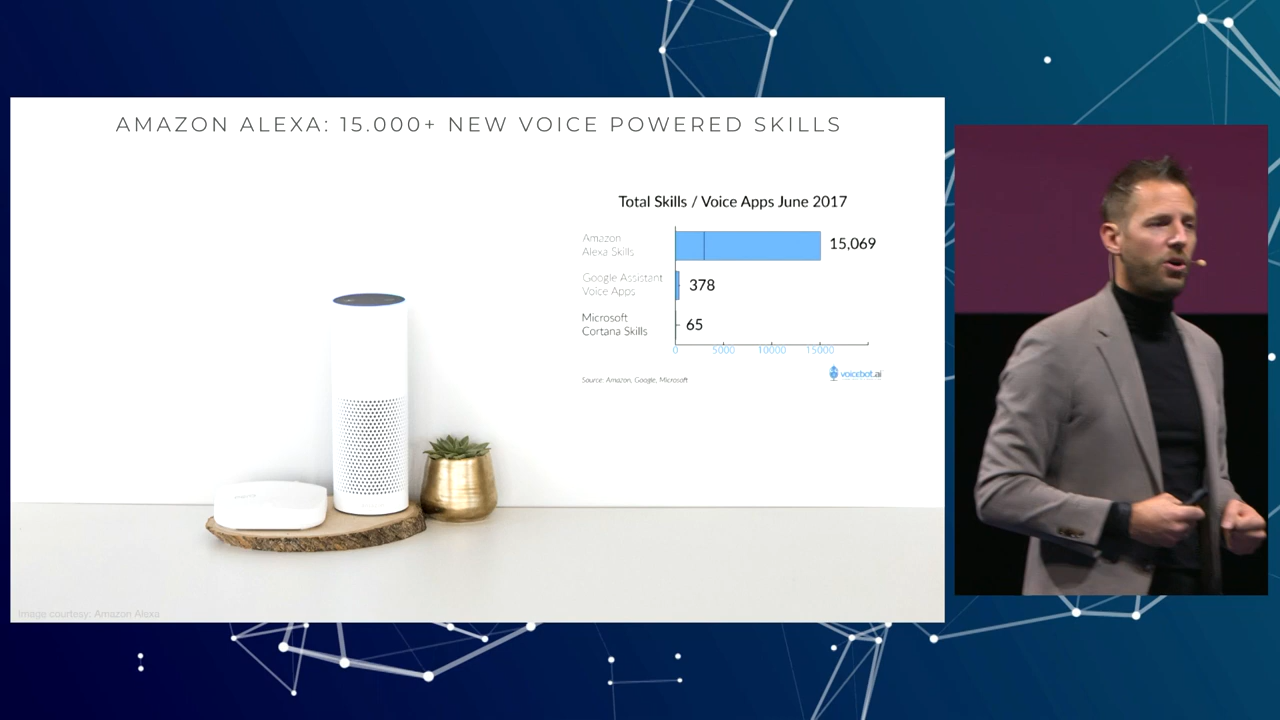 AMAZON ALEXA: 15.000+ NEW VOICE POWERED SKILLS
Total Skills / Voice Apps June 2017
Amazon
Alexa Skills
15,069
Google Assistant
Voice Apps
378
Microsoft
Cortana Skills
65
0 5000 10000 15000
Source: Amazon, Google, Microsoft
voicebot.ai
Image courtesy: Amazon Alexa